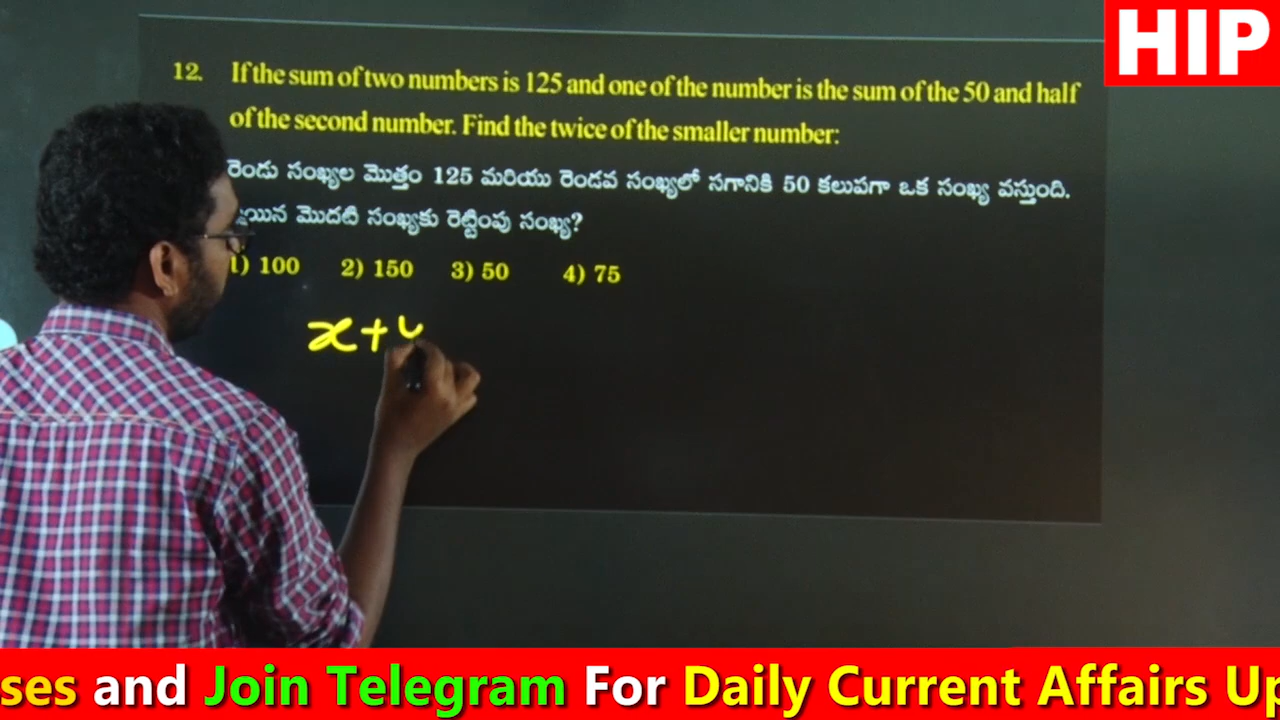 HIP
12. If the sum of two numbers is 125 and one of the number is the sum of the 50 and half
of the second number. Find the twice of the smaller number:
రెండు సంఖ్యల మొత్తం 125 మరియు రెండవ సంఖ్యలో సగానికి 50 కలుపగా ఒక సంఖ్య వస్తుంది.
మొదటి సంఖ్యకు రెట్టింపు సంఖ్య?
1) 100 2) 150 3) 50 4) 75
x+y
and Join Telegram For Daily Current Affairs